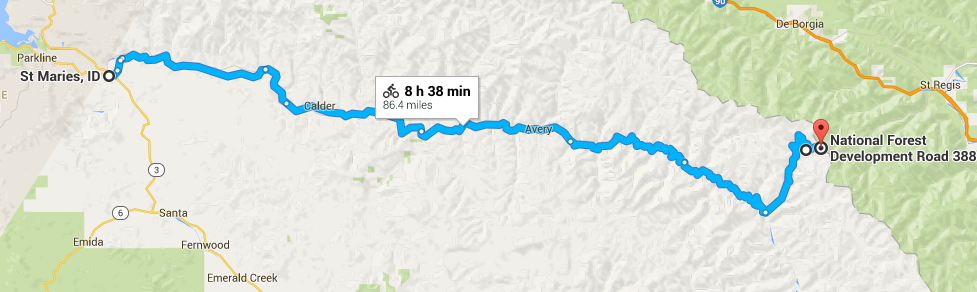 90
De Borgia
Parkline
St Maries, ID
8 h 38 min
86.4 miles
St Regis
Calder
Avery
National Forest
Development Road 388
3
6
Santa
Emida
Fernwood
Emerald Creek